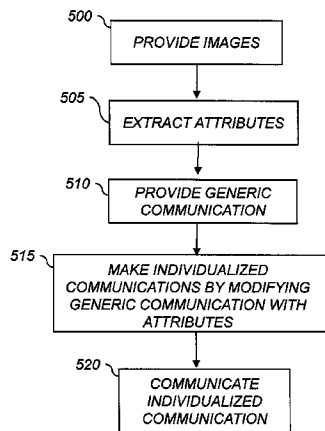 500
PROVIDE IMAGES
505
EXTRACT ATTRIBUTES
510
PROVIDE GENERIC
COMMUNICATION
515
MAKE INDIVIDUALIZED
COMMUNICATIONS BY MODIFYING
GENERIC COMMUNICATION WITH
ATTRIBUTES
520
COMMUNICATE
INDIVIDUALIZED
COMMUNICATION